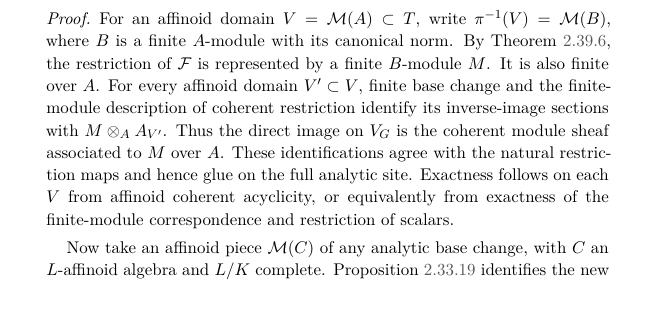 Proof. For an affinoid domain V = M(A) ⊂ T, write π⁻¹(V) = M(B),
where B is a finite A-module with its canonical norm. By Theorem 2.39.6,
the restriction of F is represented by a finite B-module M. It is also finite
over A. For every affinoid domain V′ ⊂ V, finite base change and the finite-
module description of coherent restriction identify its inverse-image sections
with M ⊗_A A_{V′}. Thus the direct image on V_G is the coherent module sheaf
associated to M over A. These identifications agree with the natural restric-
tion maps and hence glue on the full analytic site. Exactness follows on each
V from affinoid coherent acyclicity, or equivalently from exactness of the
finite-module correspondence and restriction of scalars.
Now take an affinoid piece M(C) of any analytic base change, with C an
L-affinoid algebra and L/K complete. Proposition 2.33.19 identifies the new